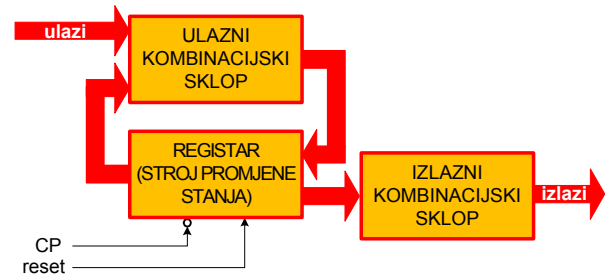 ulazi
ULAZNI
KOMBINACIJSKI
SKLOP
REGISTAR
(STROJ PROMJENE
STANJA)
IZLAZNI
KOMBINACIJSKI
SKLOP
izlazi
CP
reset